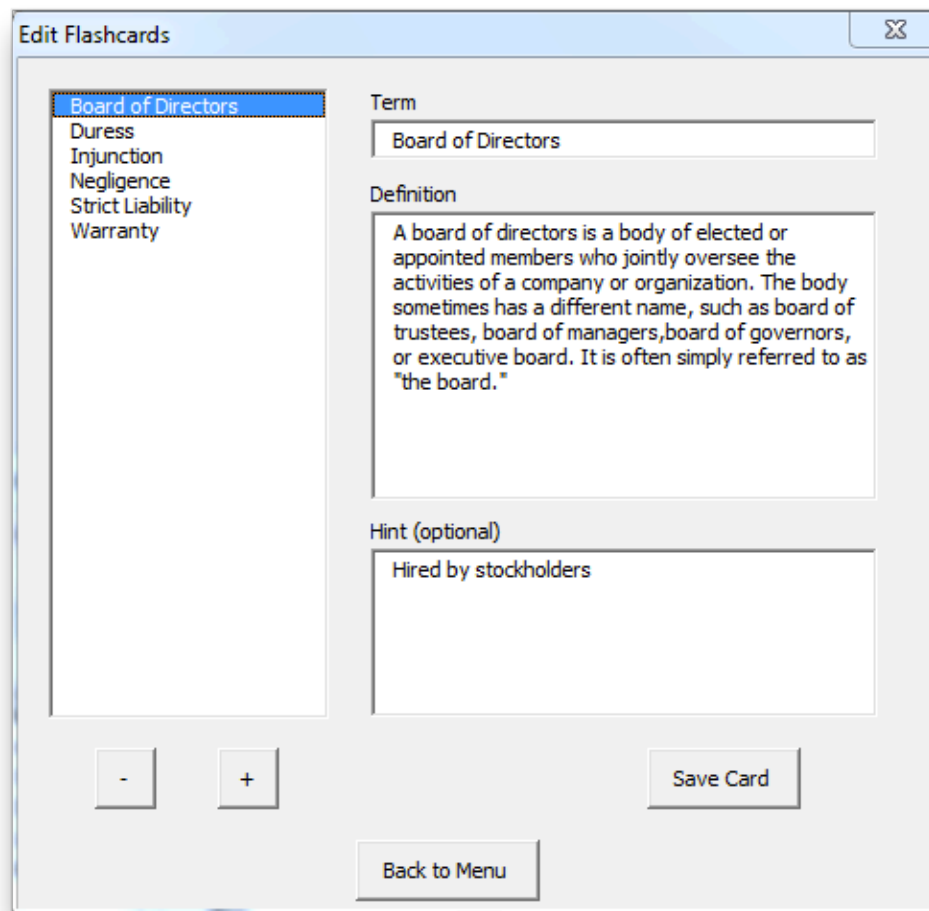 Edit Flashcards
Board of Directors
Duress
Injunction
Negligence
Strict Liability
Warranty
Term
Board of Directors
Definition
A board of directors is a body of elected or
appointed members who jointly oversee the
activities of a company or organization. The body
sometimes has a different name, such as board of
trustees, board of managers,board of governors,
or executive board. It is often simply referred to as
"the board."
Hint (optional)
Hired by stockholders
-
+
Save Card
Back to Menu